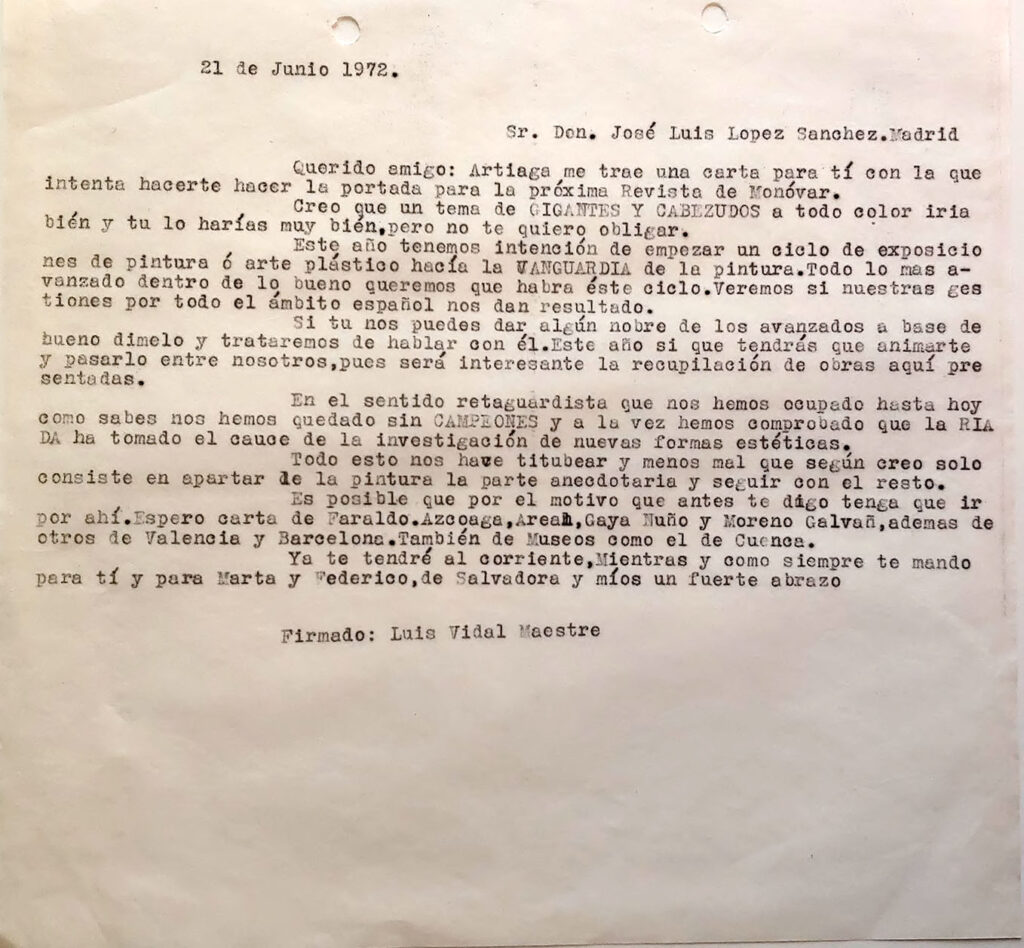 21 de Junio 1972.
Sr. Don. José Luis Lopez Sanchez.Madrid
Querido amigo: Artiaga me trae una carta para tí con la que
intenta hacerte hacer la portada para la próxima Revista de Monóvar.
Creo que un tema de GIGANTES Y CABEZUDOS a todo color iria
bién y tu lo harías muy bién,pero no te quiero obligar.
Este año tenemos intención de empezar un ciclo de exposicio
nes de pintura ó arte plástico hacía la VANGUARDIA de la pintura.Todo lo mas a-
vanzado dentro de lo bueno queremos que habra éste ciclo.Veremos si nuestras ges
tiones por todo el ámbito español nos dan resultado.
Si tu nos puedes dar algún nobre de los avanzados a base de
bueno dimelo y trataremos de hablar con él.Este año si que tendrás que animarte
y pasarlo entre nosotros,pues será interesante la recupilación de obras aquí pre
sentadas.
En el sentido retaguardista que nos hemos ocupado hasta hoy
como sabes nos hemos quedado sin CAMPEONES y a la vez hemos comprobado que la RIA
DA ha tomado el cauce de la investigación de nuevas formas estéticas.
Todo esto nos have titubear y menos mal que según creo solo
consiste en apartar de la pintura la parte anecdotaria y seguir con el resto.
Es posible que por el motivo que antes te digo tenga que ir
por ahí.Espero carta de Faraldo.Azcoaga,Arean,Gaya Nuño y Moreno Galvañ,ademas de
otros de Valencia y Barcelona.También de Museos como el de Cuenca.
Ya te tendré al corriente,Mientras y como siempre te mando
para tí y para Marta y Federico,de Salvadora y míos un fuerte abrazo
Firmado: Luis Vidal Maestre